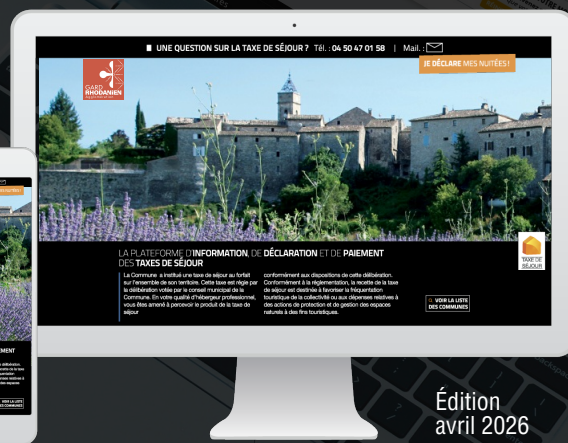 UNE QUESTION SUR LA TAXE DE SÉJOUR ? Tél. : 04 50 47 01 58 | Mail. :
JE DÉCLARE MES NUITÉES !
GARD
RHODANIEN
LA PLATEFORME D'INFORMATION, DE DÉCLARATION ET DE PAIEMENT
DES TAXES DE SÉJOUR
La Commune a institué une taxe de séjour au forfait
sur l'ensemble de son territoire. Cette taxe est régie par
la délibération votée par le conseil municipal de la
Commune. En votre qualité d'hébergeur professionnel,
vous êtes amené à percevoir le produit de la taxe de
séjour
conformément aux dispositions de cette délibération.
Conformément à la réglementation, la recette de la taxe
de séjour est destinée à favoriser la fréquentation
touristique de la collectivité ou aux dépenses relatives à
des actions de protection et de gestion des espaces
naturels à des fins touristiques.
TAXE DE
SÉJOUR
VOIR LA LISTE
DES COMMUNES
VOIR LA LISTE
DES COMMUNES
Édition
avril 2026